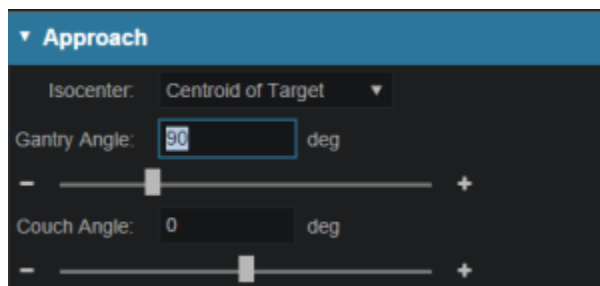 ▼ Approach
Isocenter: Centroid of Target ▼
Gantry Angle: 90 deg
− +
Couch Angle: 0 deg
− +